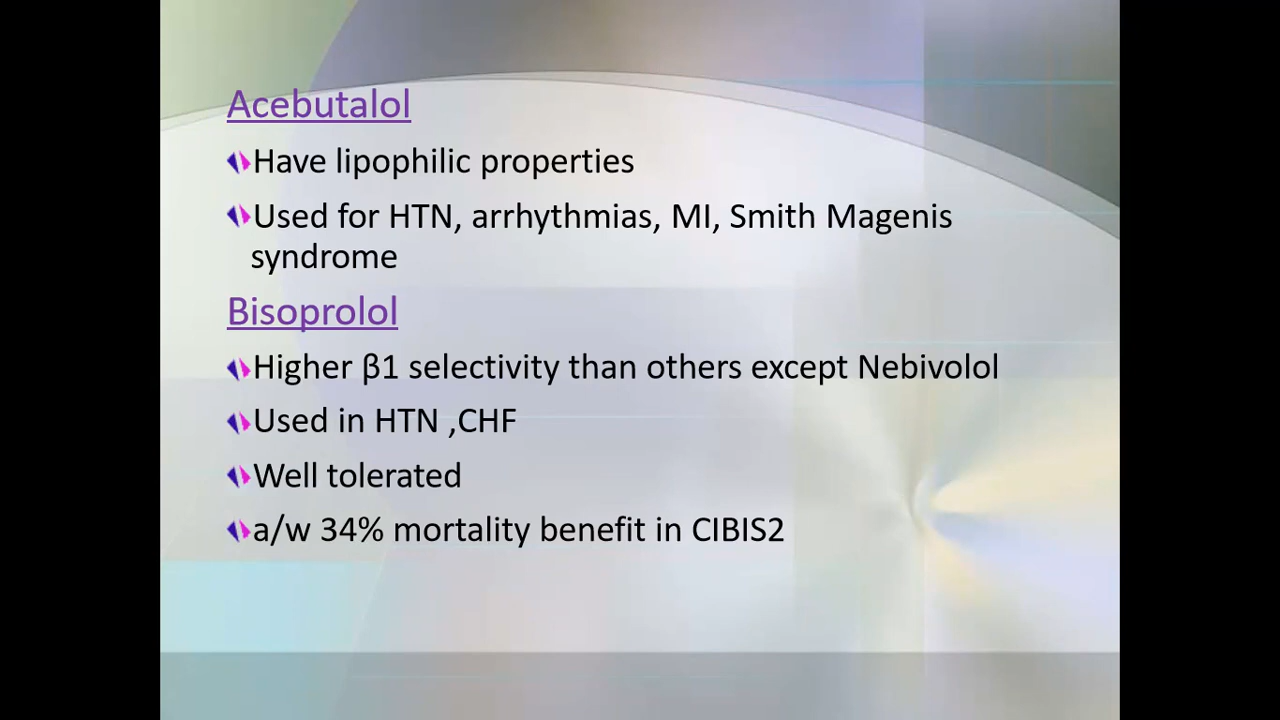 Acebutalol
Have lipophilic properties
Used for HTN, arrhythmias, MI, Smith Magenis
syndrome
Bisoprolol
Higher β1 selectivity than others except Nebivolol
Used in HTN ,CHF
Well tolerated
a/w 34% mortality benefit in CIBIS2